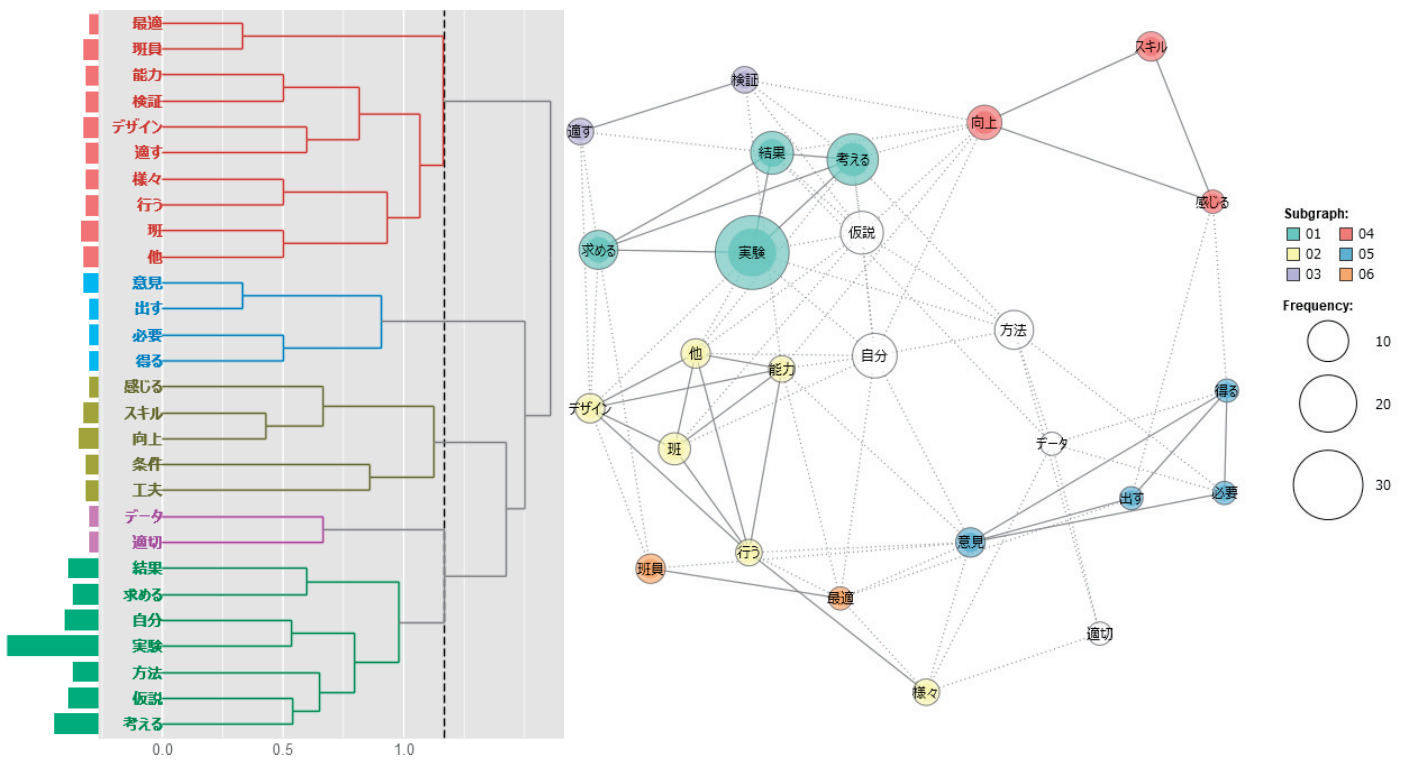 最適
班員
能力
検証
デザイン
適す
様々
行う
班
他
意見
出す
必要
得る
感じる
スキル
向上
条件
工夫
データ
適切
結果
求める
自分
実験
方法
仮説
考える
0.0 0.5 1.0
スキル
検証
向上
適す
結果
考える
感じる
仮説
求める
実験
方法
他
自分
能力
得る
デザイン
データ
班
必要
出す
意見
行う
班員
最適
適切
様々
Subgraph:
01 04
02 05
03 06
Frequency:
10
20
30